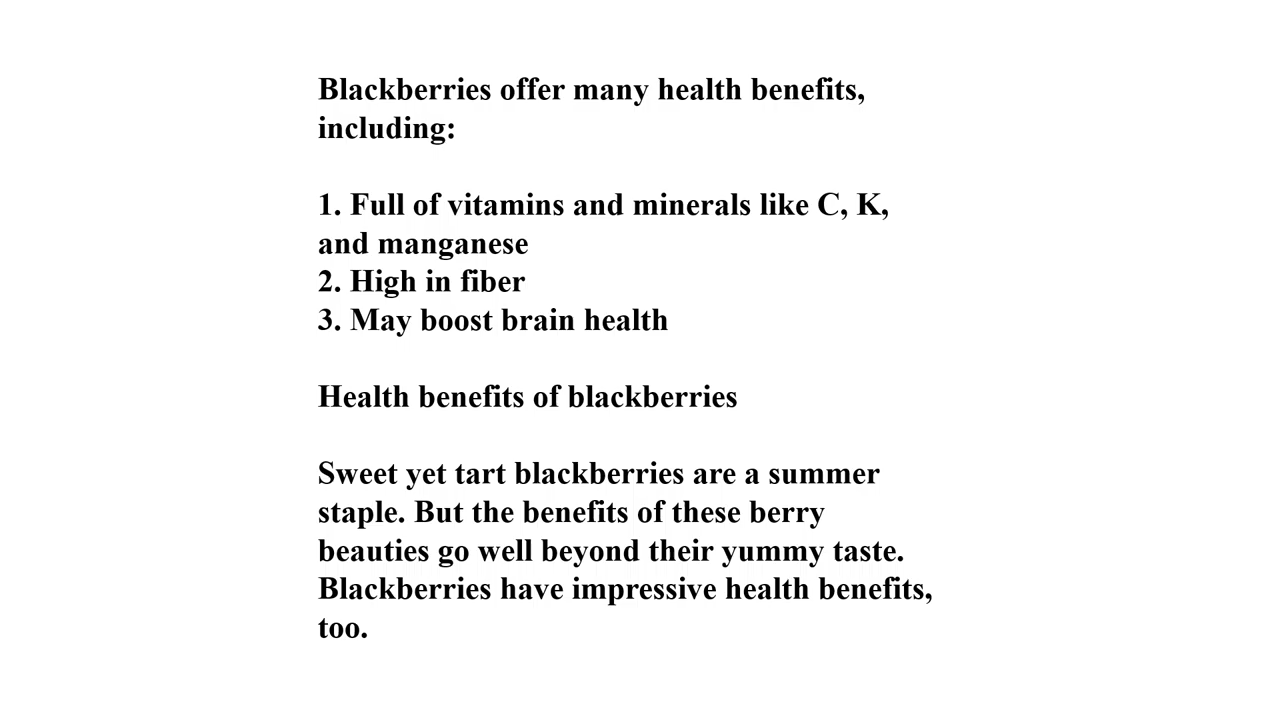 Blackberries offer many health benefits,
including:
1. Full of vitamins and minerals like C, K,
and manganese
2. High in fiber
3. May boost brain health
Health benefits of blackberries
Sweet yet tart blackberries are a summer
staple. But the benefits of these berry
beauties go well beyond their yummy taste.
Blackberries have impressive health benefits,
too.